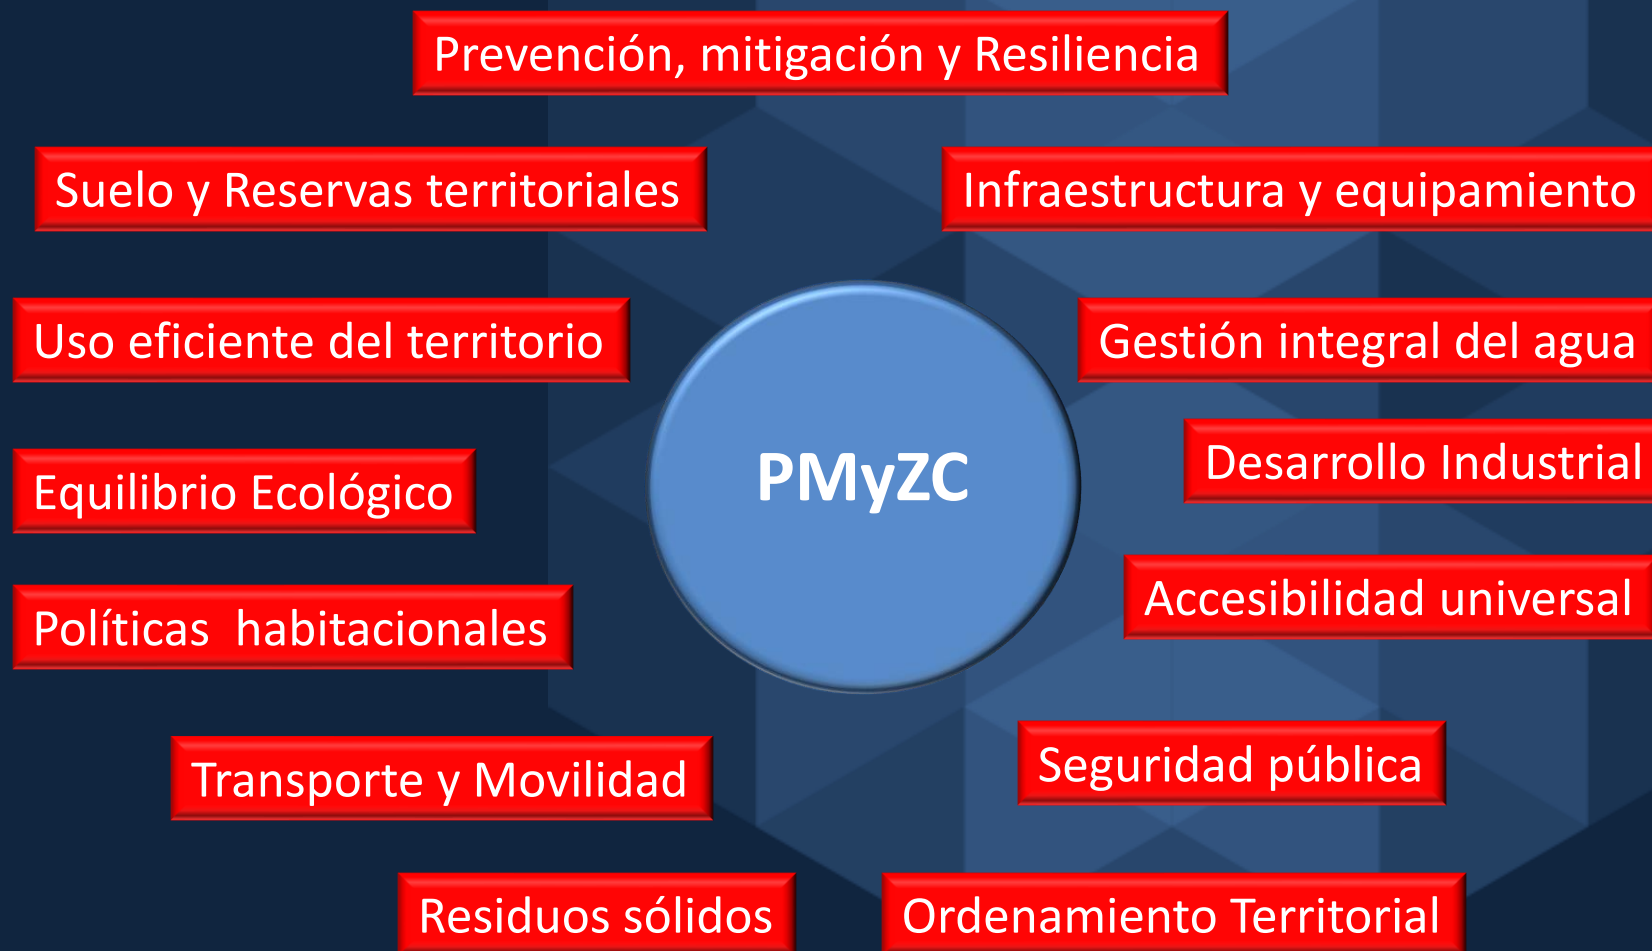 Prevención, mitigación y Resiliencia
Suelo y Reservas territoriales
Infraestructura y equipamiento
Uso eficiente del territorio
Gestión integral del agua
PMyZC
Desarrollo Industrial
Equilibrio Ecológico
Accesibilidad universal
Políticas  habitacionales
Seguridad pública
Transporte y Movilidad
Residuos sólidos
Ordenamiento Territorial